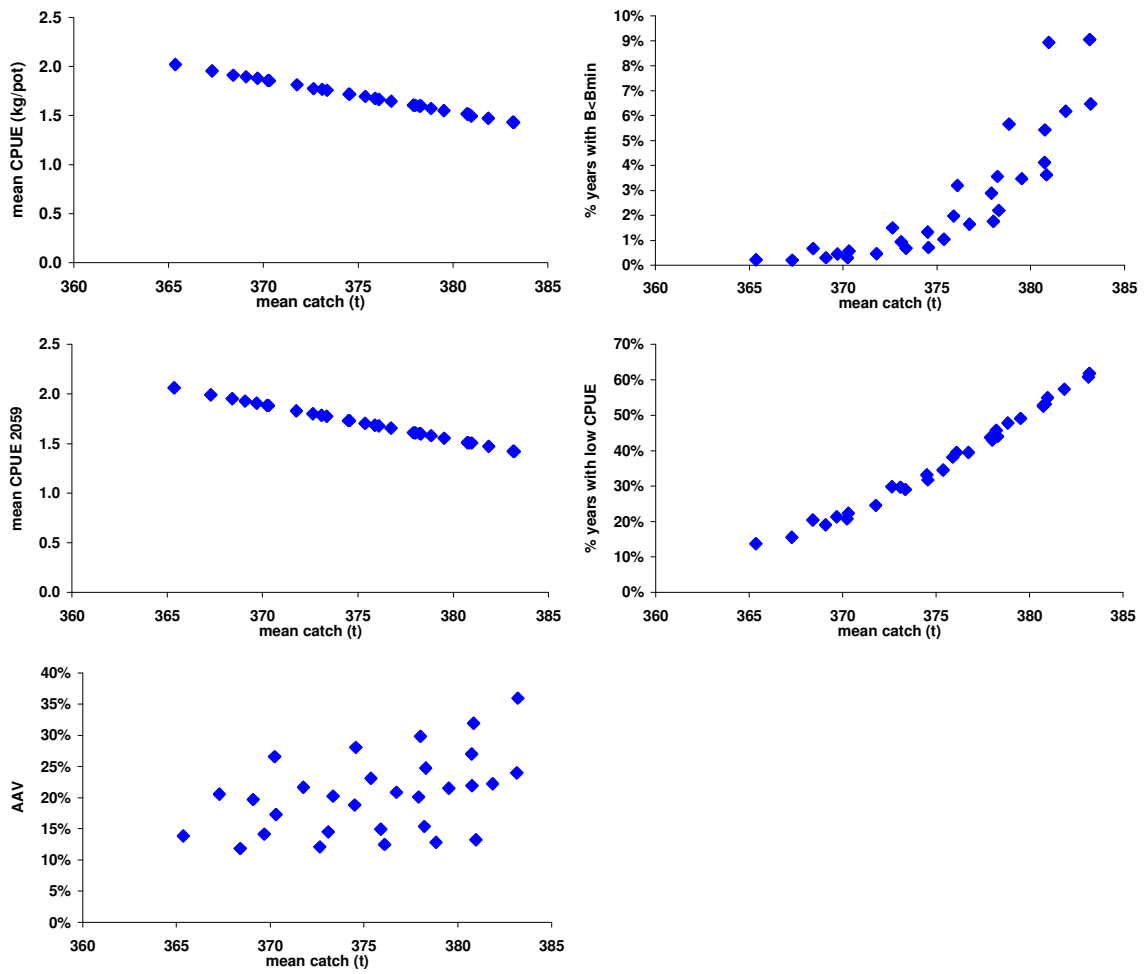 2.5
2.0
1.5
1.0
0.5
0.0
mean CPUE (kg/pot)
360 365 370 375 380 385
mean catch (t)
10%
9%
8%
7%
6%
5%
4%
3%
2%
1%
0%
% years with B<Bmin
360 365 370 375 380 385
mean catch (t)
2.5
2.0
1.5
1.0
0.5
0.0
mean CPUE 2059
360 365 370 375 380 385
mean catch (t)
70%
60%
50%
40%
30%
20%
10%
0%
% years with low CPUE
360 365 370 375 380 385
mean catch (t)
40%
35%
30%
25%
20%
15%
10%
5%
0%
AAV
360 365 370 375 380 385
mean catch (t)